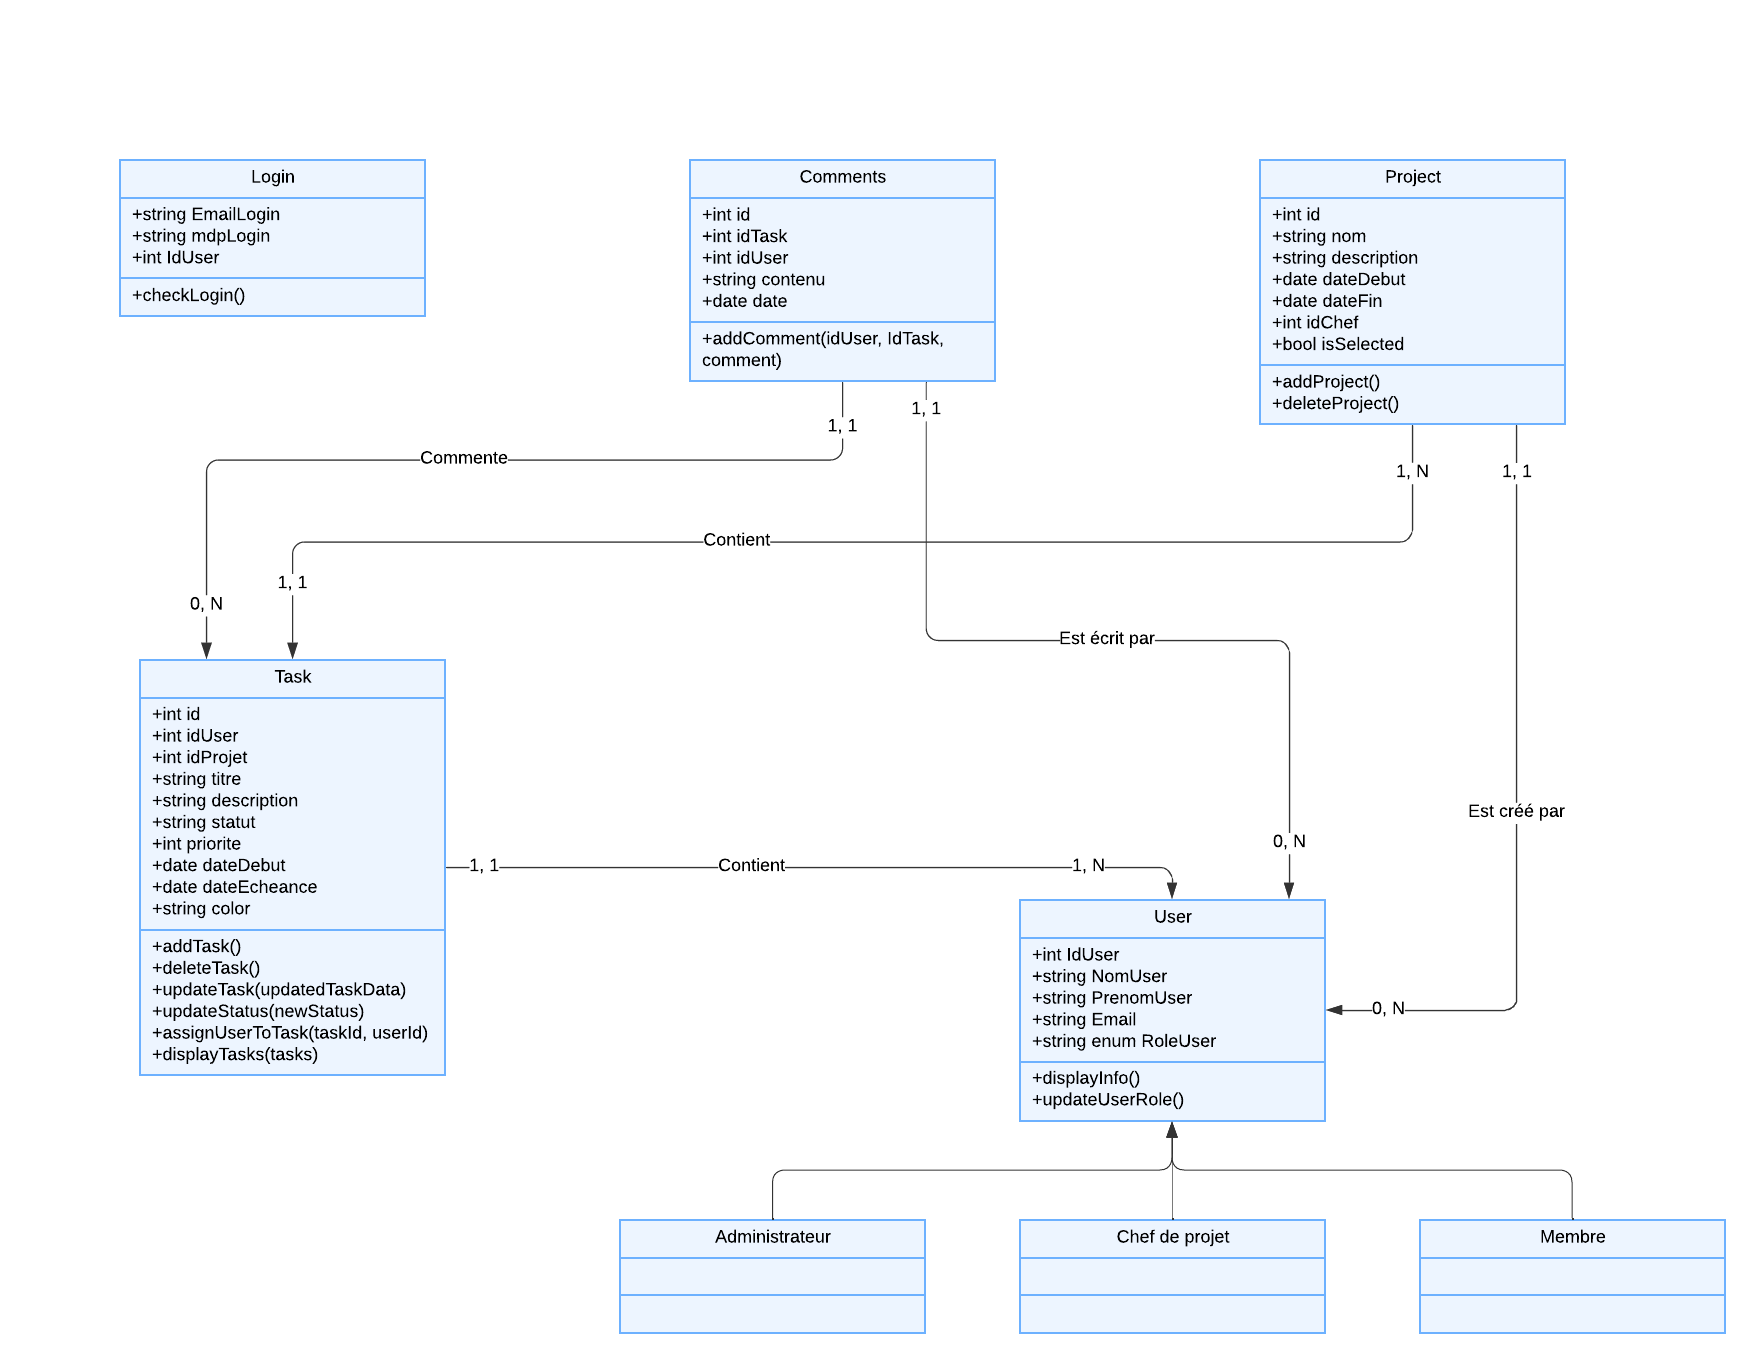 Login
+string EmailLogin
+string mdpLogin
+int IdUser
+checkLogin()
Comments
+int id
+int idTask
+int idUser
+string contenu
+date date
+addComment(idUser, IdTask,
comment)
Project
+int id
+string nom
+string description
+date dateDebut
+date dateFin
+int idChef
+bool isSelected
+addProject()
+deleteProject()
1, 1
1, 1
Commente
1, N
1, 1
Contient
1, 1
0, N
Est écrit par
Task
+int id
+int idUser
+int idProjet
+string titre
+string description
+string statut
+int priorite
+date dateDebut
+date dateEcheance
+string color
+addTask()
+deleteTask()
+updateTask(updatedTaskData)
+updateStatus(newStatus)
+assignUserToTask(taskId, userId)
+displayTasks(tasks)
Est créé par
0, N
1, 1
Contient
1, N
User
+int IdUser
+string NomUser
+string PrenomUser
+string Email
+string enum RoleUser
+displayInfo()
+updateUserRole()
0, N
Administrateur
Chef de projet
Membre